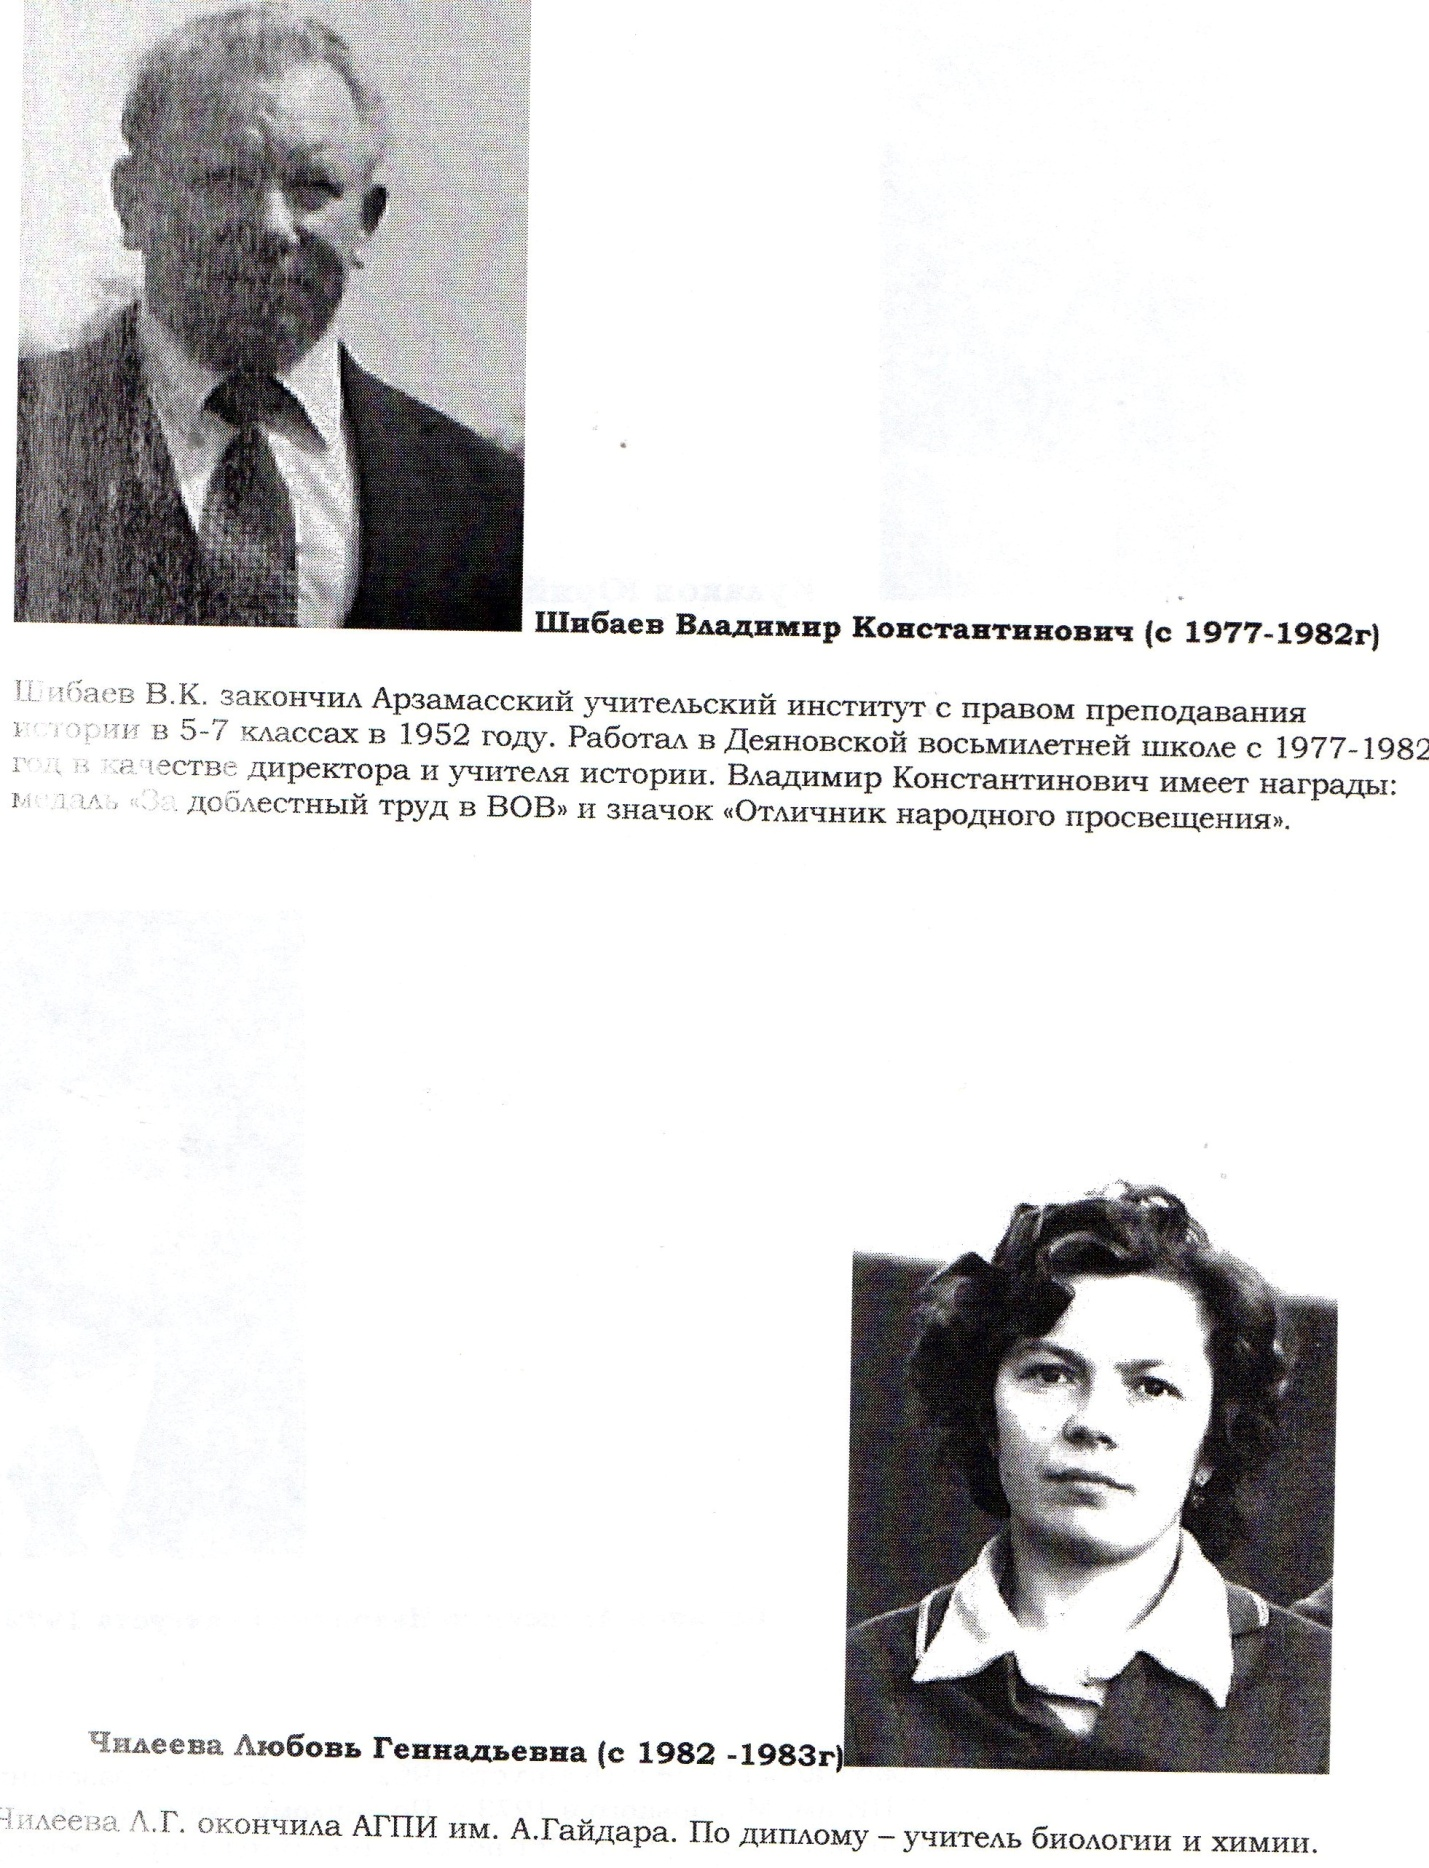 Шибаев Владимир Константинович (с 1977-1982г)
Шибаев В.К. закончил Арзамасский учительский институт с правом преподавания
истории в 5-7 классах в 1952 году. Работал в Деяновской восьмилетней школе с 1977-1982
год в качестве директора и учителя истории. Владимир Константинович имеет награды:
медаль «За доблестный труд в ВОВ» и значок «Отличник народного просвещения».
Чилеева Любовь Геннадьевна (с 1982 -1983г)
Чилеева Л.Г. окончила АГПИ им. А.Гайдара. По диплому – учитель биологии и химии.